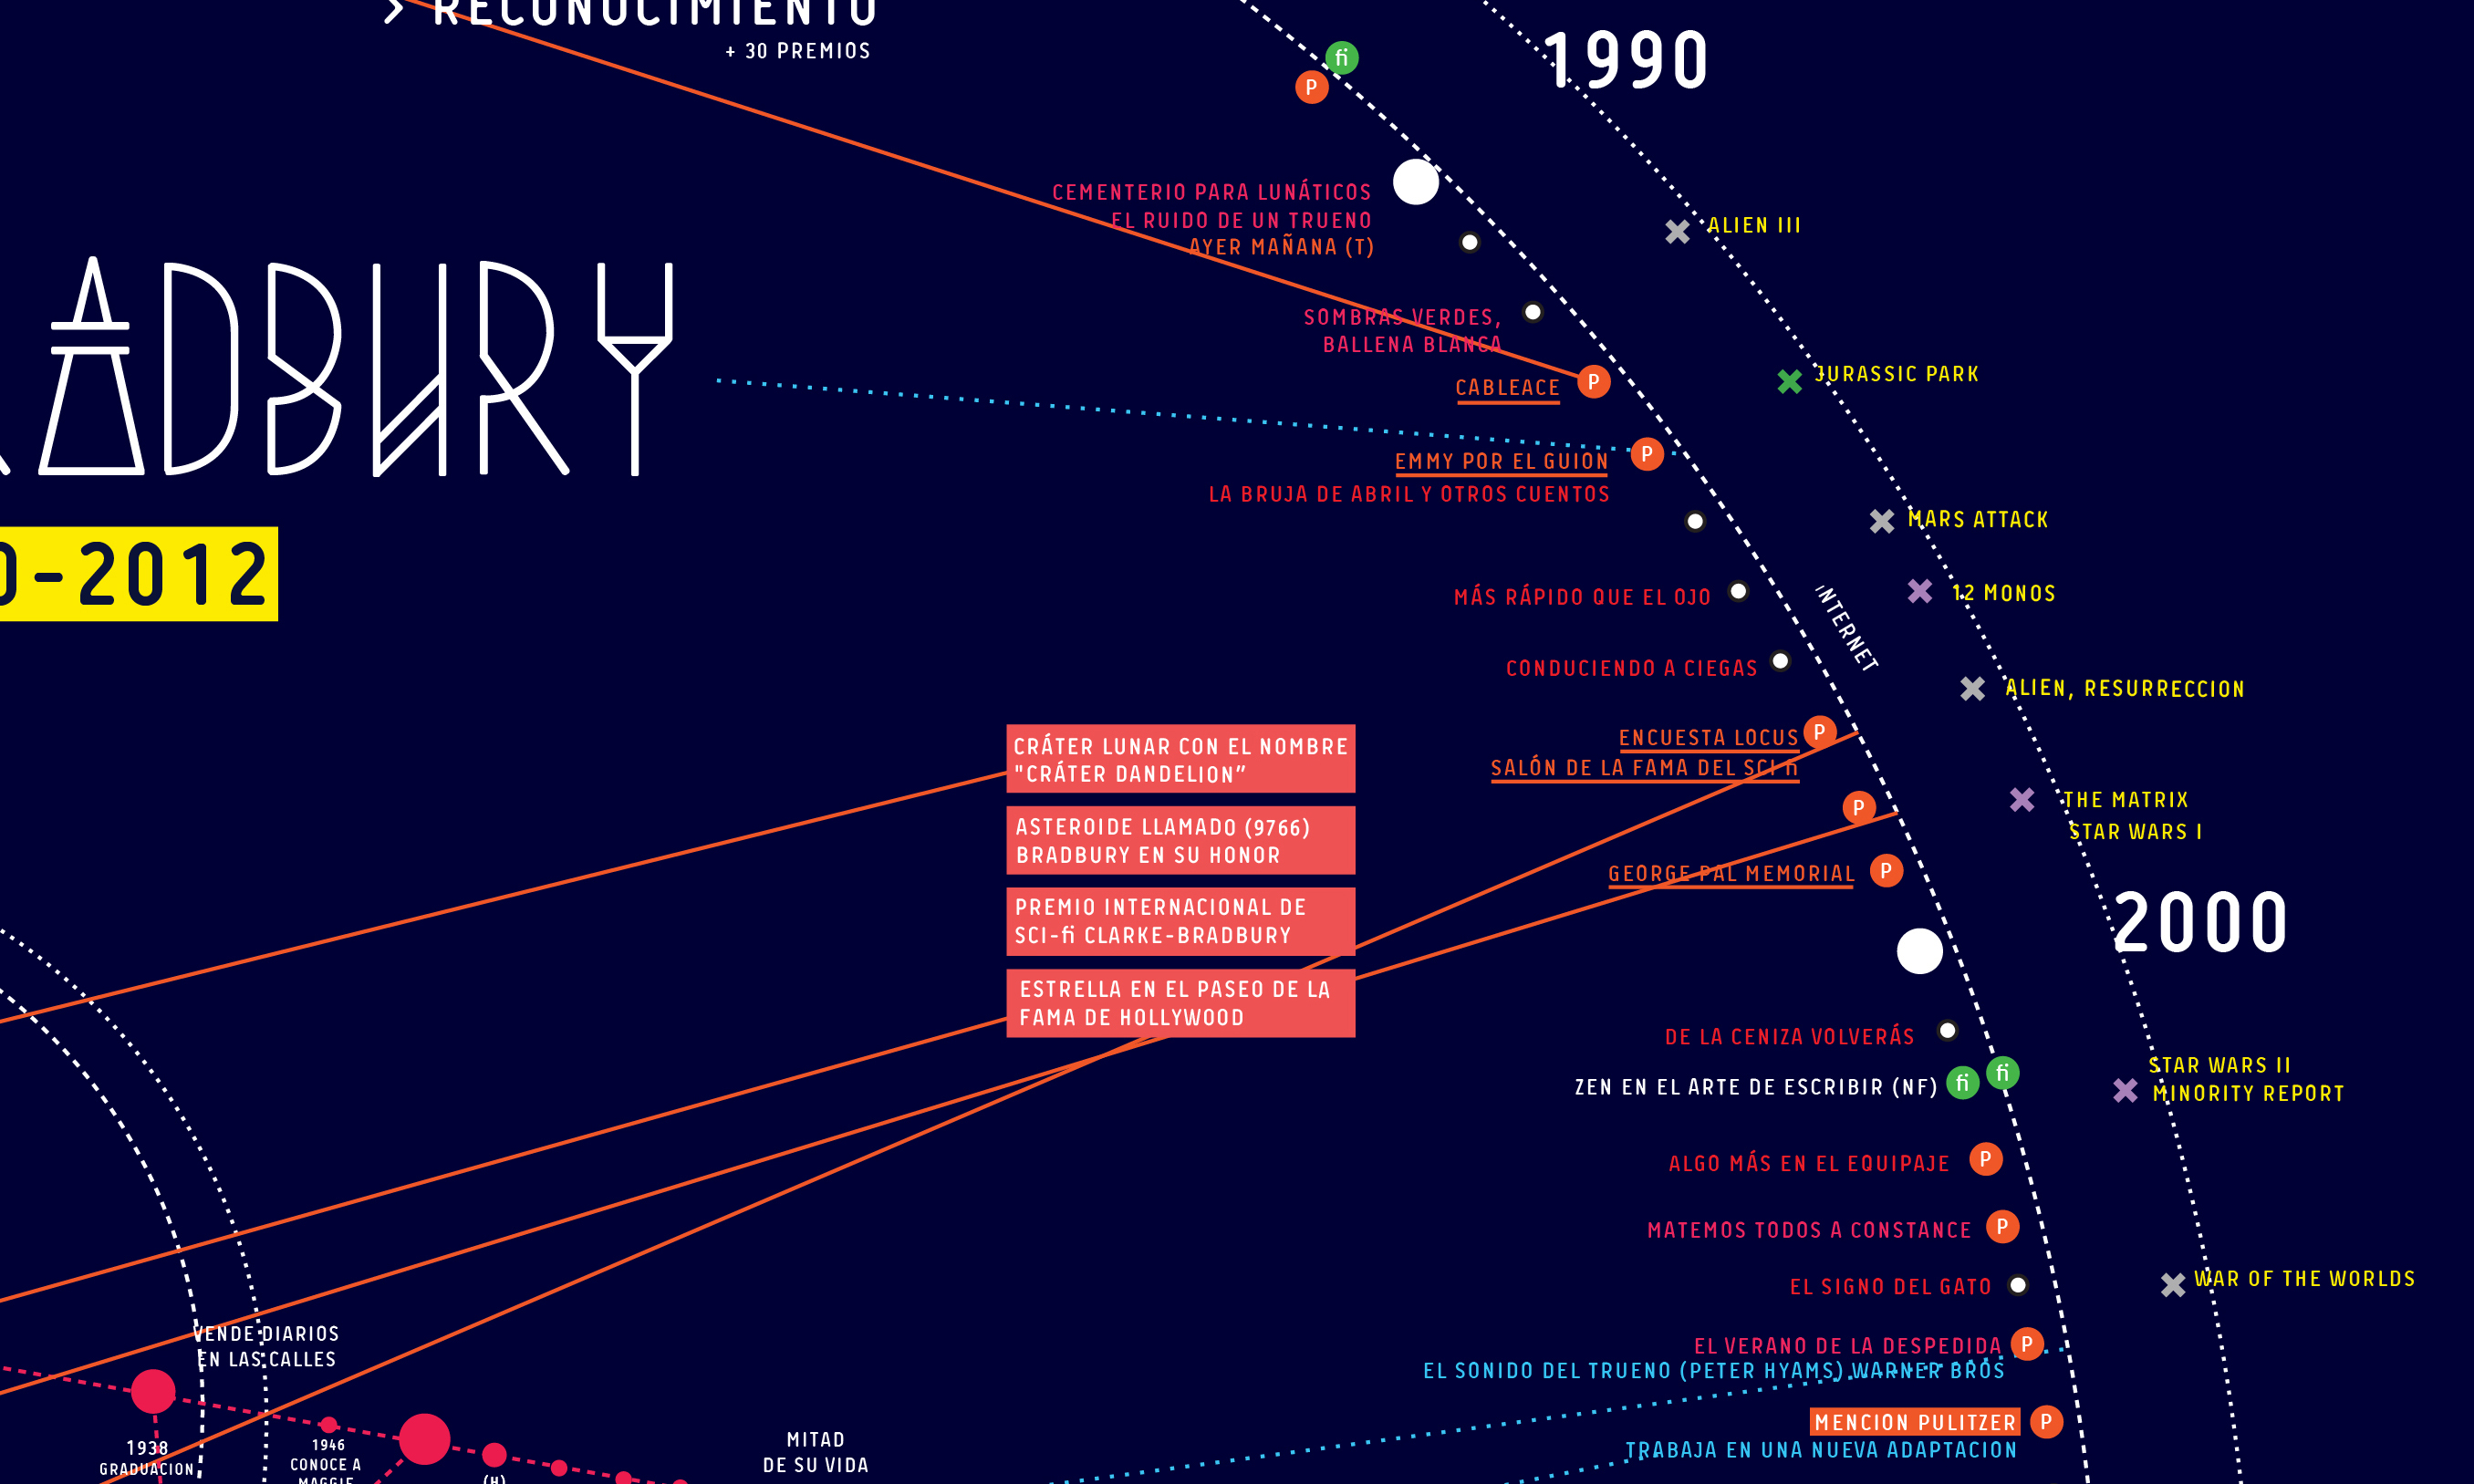 > RECONOCIMIENTO
+ 30 PREMIOS
1990
fi
P
CEMENTERIO PARA LUNÁTICOS
EL RUIDO DE UN TRUENO
AYER MAÑANA (T)
ALIEN III
SOMBRAS VERDES,
BALLENA BLANCA
CABLEACE P
JURASSIC PARK
ADBURY
EMMY POR EL GUION P
LA BRUJA DE ABRIL Y OTROS CUENTOS
MARS ATTACK
0-2012
MÁS RÁPIDO QUE EL OJO
INTERNET
12 MONOS
CONDUCIENDO A CIEGAS
ALIEN, RESURRECCION
ENCUESTA LOCUS P
SALÓN DE LA FAMA DEL SCI fi
CRÁTER LUNAR CON EL NOMBRE
"CRÁTER DANDELION”
P
THE MATRIX
STAR WARS I
ASTEROIDE LLAMADO (9766)
BRADBURY EN SU HONOR
GEORGE PAL MEMORIAL P
PREMIO INTERNACIONAL DE
SCI-fi CLARKE-BRADBURY
2000
ESTRELLA EN EL PASEO DE LA
FAMA DE HOLLYWOOD
DE LA CENIZA VOLVERÁS
ZEN EN EL ARTE DE ESCRIBIR (NF) fi fi
STAR WARS II
MINORITY REPORT
ALGO MÁS EN EL EQUIPAJE P
MATEMOS TODOS A CONSTANCE P
EL SIGNO DEL GATO
WAR OF THE WORLDS
VENDE DIARIOS
EN LAS CALLES
EL VERANO DE LA DESPEDIDA P
EL SONIDO DEL TRUENO (PETER HYAMS) WARNER BROS
MENCION PULITZER P
TRABAJA EN UNA NUEVA ADAPTACION
1938
GRADUACION
1946
CONOCE A
MAGGIE
(H)
MITAD
DE SU VIDA